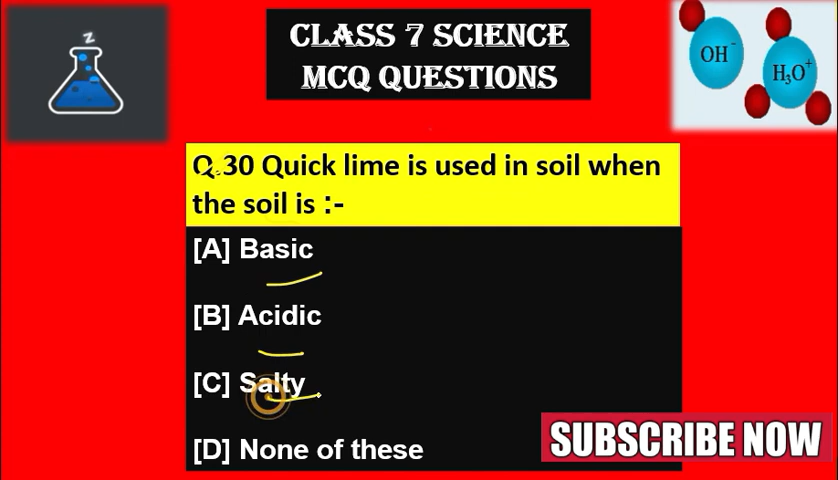 z
CLASS 7 SCIENCE
MCQ QUESTIONS
OH⁻
H₃O⁺
Q.30 Quick lime is used in soil when
the soil is :-
[A] Basic
[B] Acidic
[C] Salty
[D] None of these
SUBSCRIBE NOW